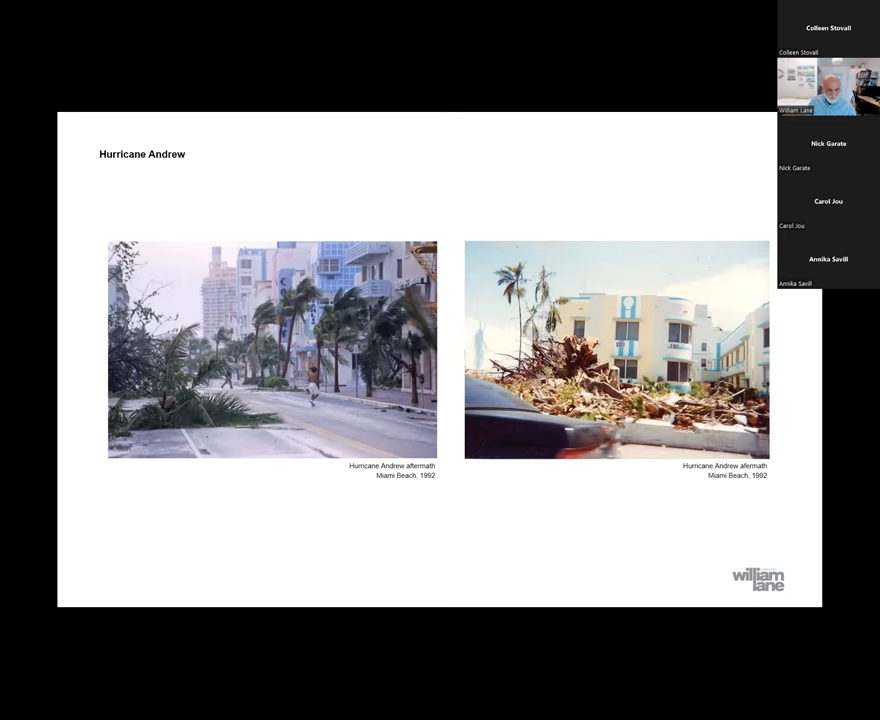 Hurricane Andrew
Hurricane Andrew aftermath
Miami Beach, 1992
Hurricane Andrew afermath
Miami Beach, 1992
william
lane
Colleen Stovall
Colleen Stovall
William Lane
Nick Garate
Nick Garate
Carol Jou
Carol Jou
Annika Savill
Annika Savill